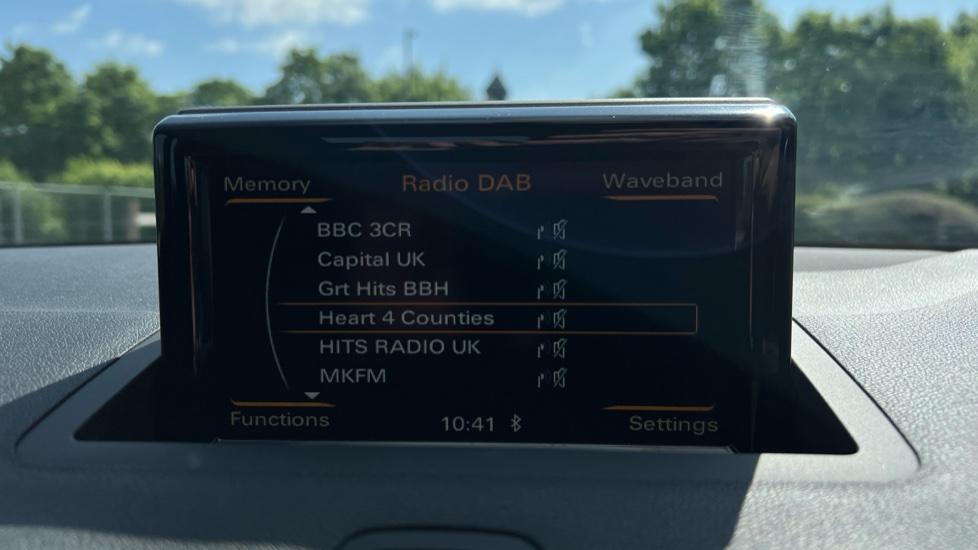 Memory Radio DAB Waveband
BBC 3CR
Capital UK
Grt Hits BBH
Heart 4 Counties
HITS RADIO UK
MKFM
Functions 10:41 Settings